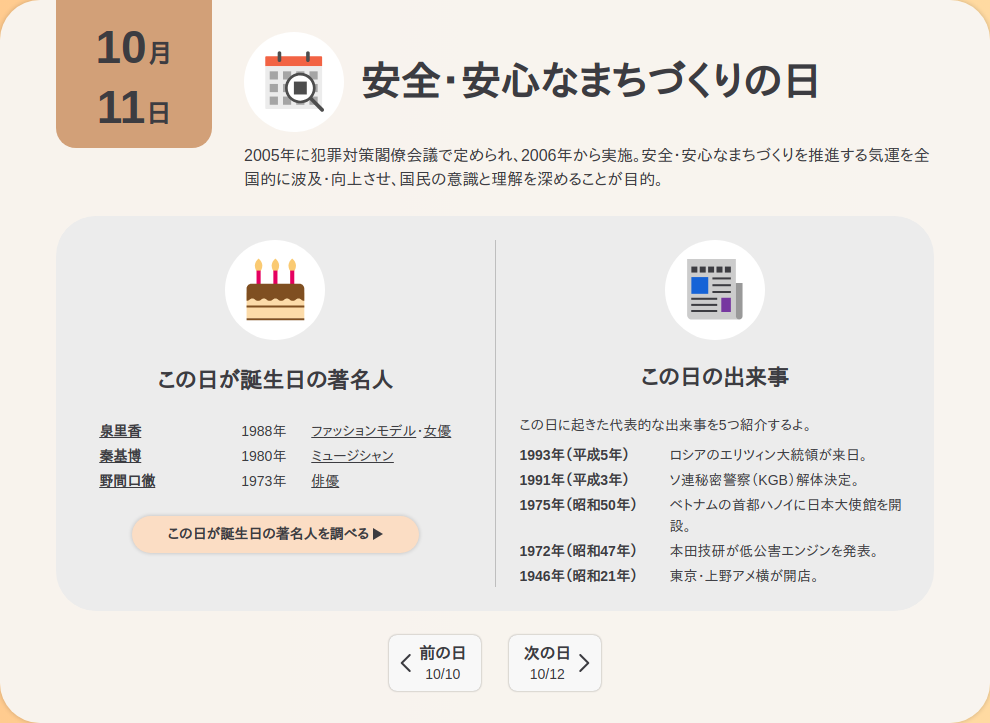 10月
11日
安全・安心なまちづくりの日
2005年に犯罪対策閣僚会議で定められ、2006年から実施。安全・安心なまちづくりを推進する気運を全
国的に波及・向上させ、国民の意識と理解を深めることが目的。
この日が誕生日の著名人
泉里香 1988年 ファッションモデル・女優
秦基博 1980年 ミュージシャン
野間口徹 1973年 俳優
この日が誕生日の著名人を調べる▶
この日の出来事
この日に起きた代表的な出来事を5つ紹介するよ。
1993年（平成5年） ロシアのエリツィン大統領が来日。
1991年（平成3年） ソ連秘密警察（KGB）解体決定。
1975年（昭和50年） ベトナムの首都ハノイに日本大使館を開
設。
1972年（昭和47年） 本田技研が低公害エンジンを発表。
1946年（昭和21年） 東京・上野アメ横が開店。
前の日
10/10
次の日
10/12